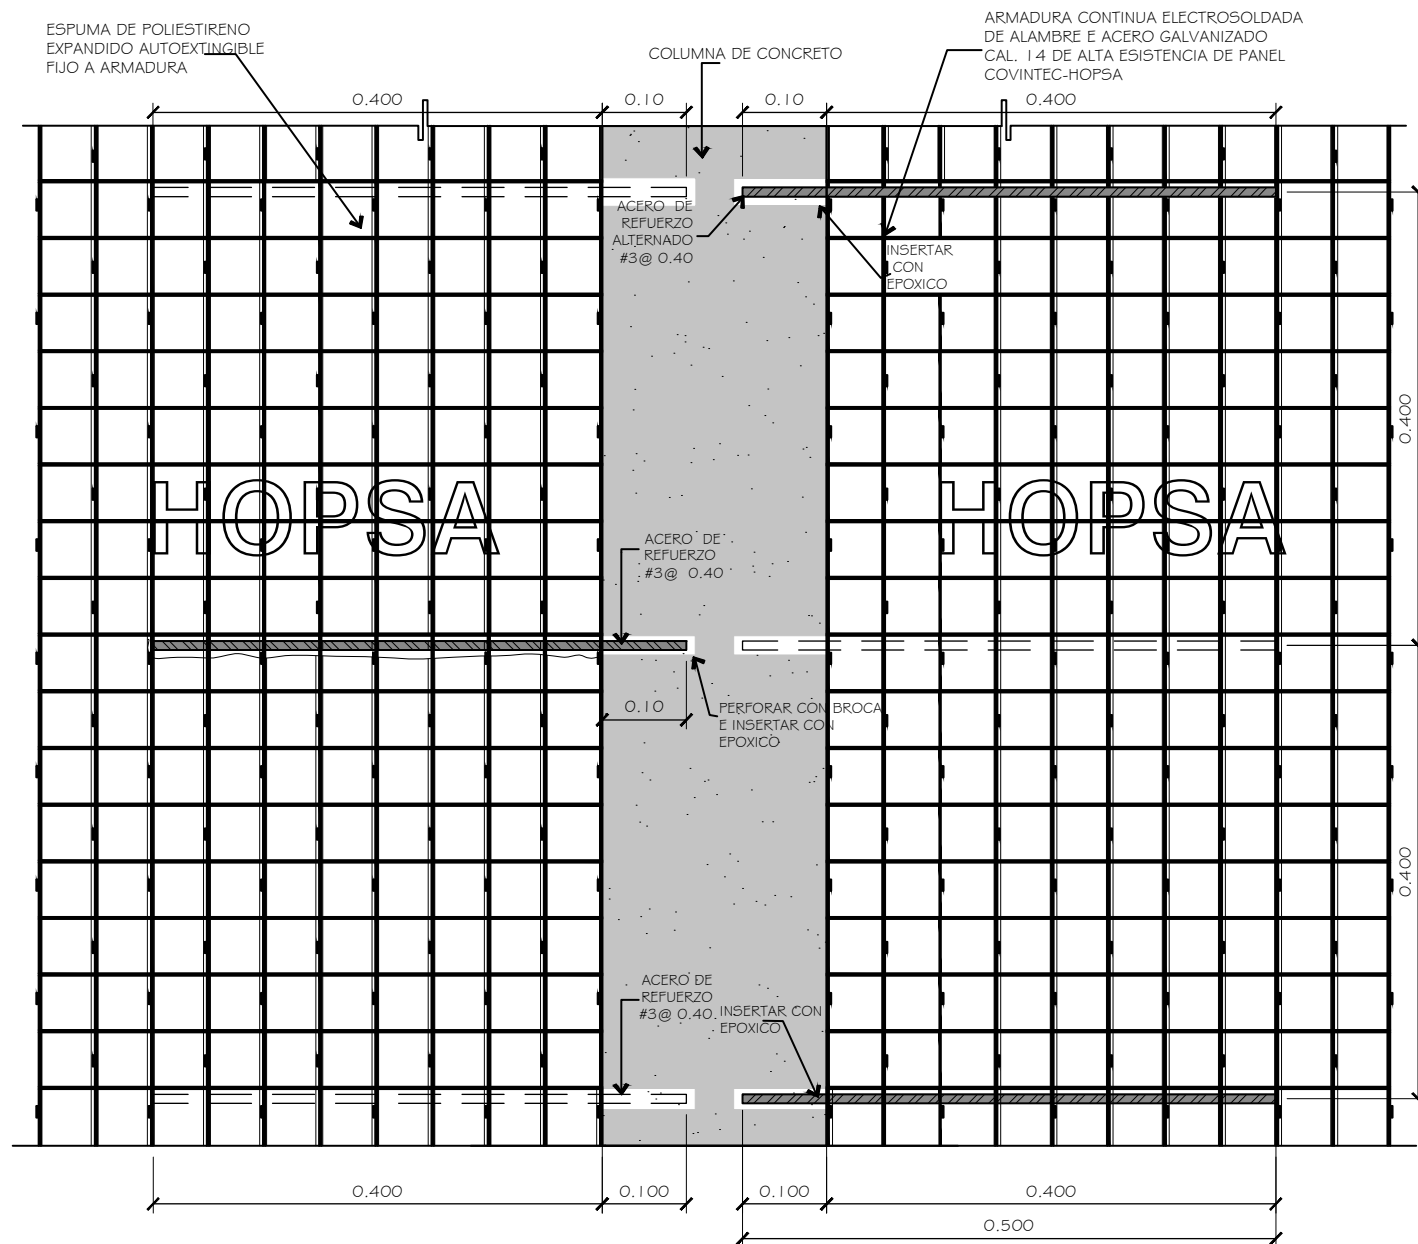 ESPUMA DE POLIESTIRENO
EXPANDIDO AUTOEXTINGIBLE
FIJO A ARMADURA
COLUMNA DE CONCRETO
ARMADURA CONTINUA ELECTROSOLDADA
DE ALAMBRE E ACERO GALVANIZADO
CAL. 14 DE ALTA ESISTENCIA DE PANEL
COVINTEC-HOPSA
0.400
0.10
0.10
0.400
ACERO DE
REFUERZO
ALTERNADO
#3@ 0.40
INSERTAR
CON
EPOXICO
0.400
HOPSA
HOPSA
ACERO DE
REFUERZO
#3@ 0.40
0.10
PERFORAR CON BROCA
E INSERTAR CON
EPOXICO
0.400
ACERO DE
REFUERZO
#3@ 0.40
INSERTAR CON
EPOXICO
0.400
0.100
0.100
0.400
0.500